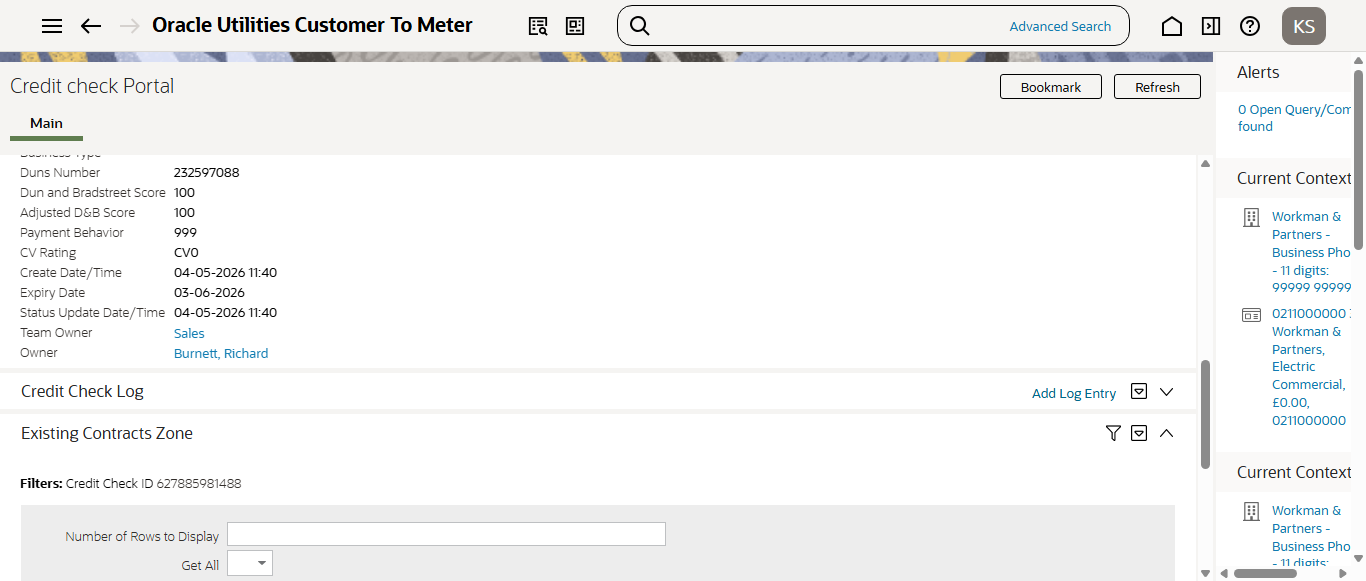 Oracle Utilities Customer To Meter
Advanced Search
KS
Credit check Portal
Bookmark
Refresh
Main
Business Type
Duns Number 232597088
Dun and Bradstreet Score 100
Adjusted D&B Score 100
Payment Behavior 999
CV Rating CV0
Create Date/Time 04-05-2026 11:40
Expiry Date 03-06-2026
Status Update Date/Time 04-05-2026 11:40
Team Owner Sales
Owner Burnett, Richard
Credit Check Log
Add Log Entry
Existing Contracts Zone
Filters: Credit Check ID 627885981488
Number of Rows to Display
Get All
Alerts
0 Open Query/Com
found
Current Context
Workman &
Partners -
Business Pho
- 11 digits:
99999 99999
0211000000
Workman &
Partners,
Electric
Commercial,
£0.00,
0211000000
Current Context
Workman &
Partners -
Business Pho
- 11 digits: